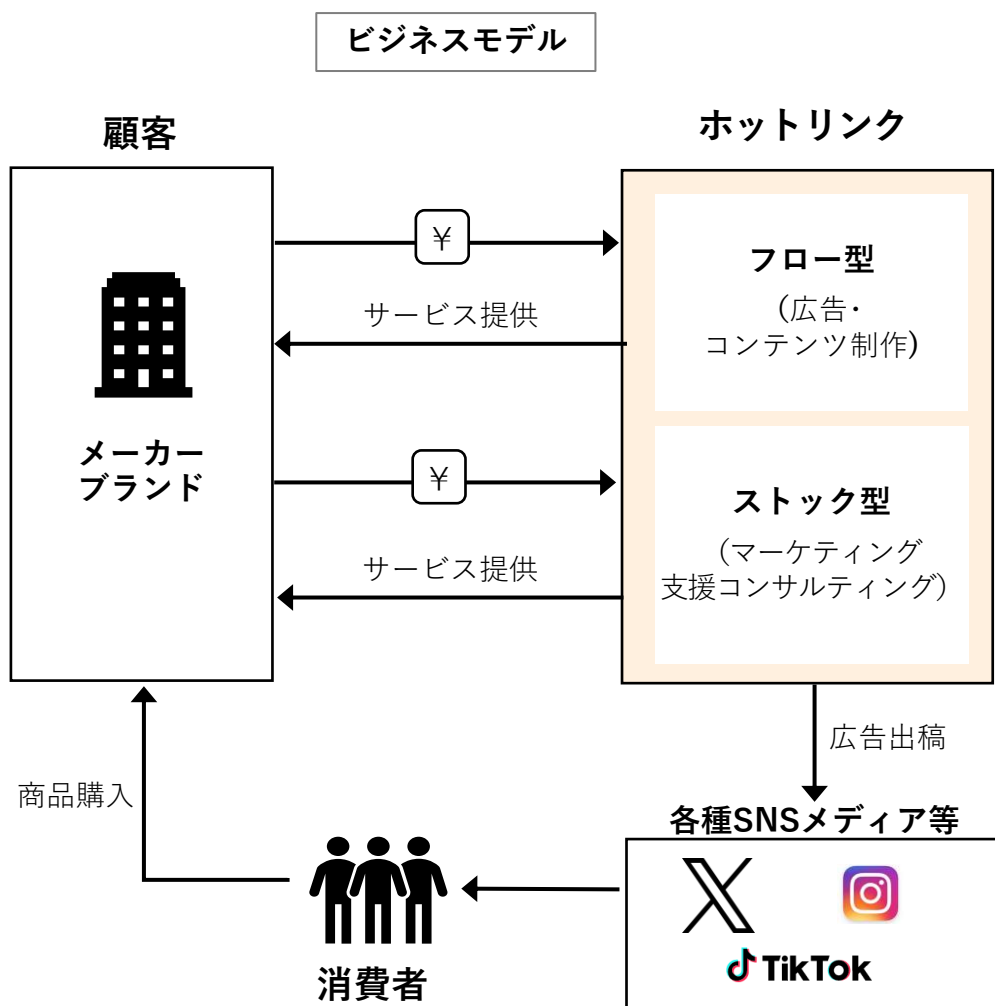 ビジネスモデル
顧客
ホットリンク
¥
フロー型
(広告・
コンテンツ制作)
サービス提供
メーカー
ブランド
¥
ストック型
(マーケティング
支援コンサルティング)
サービス提供
広告出稿
商品購入
各種SNSメディア等
TikTok
消費者